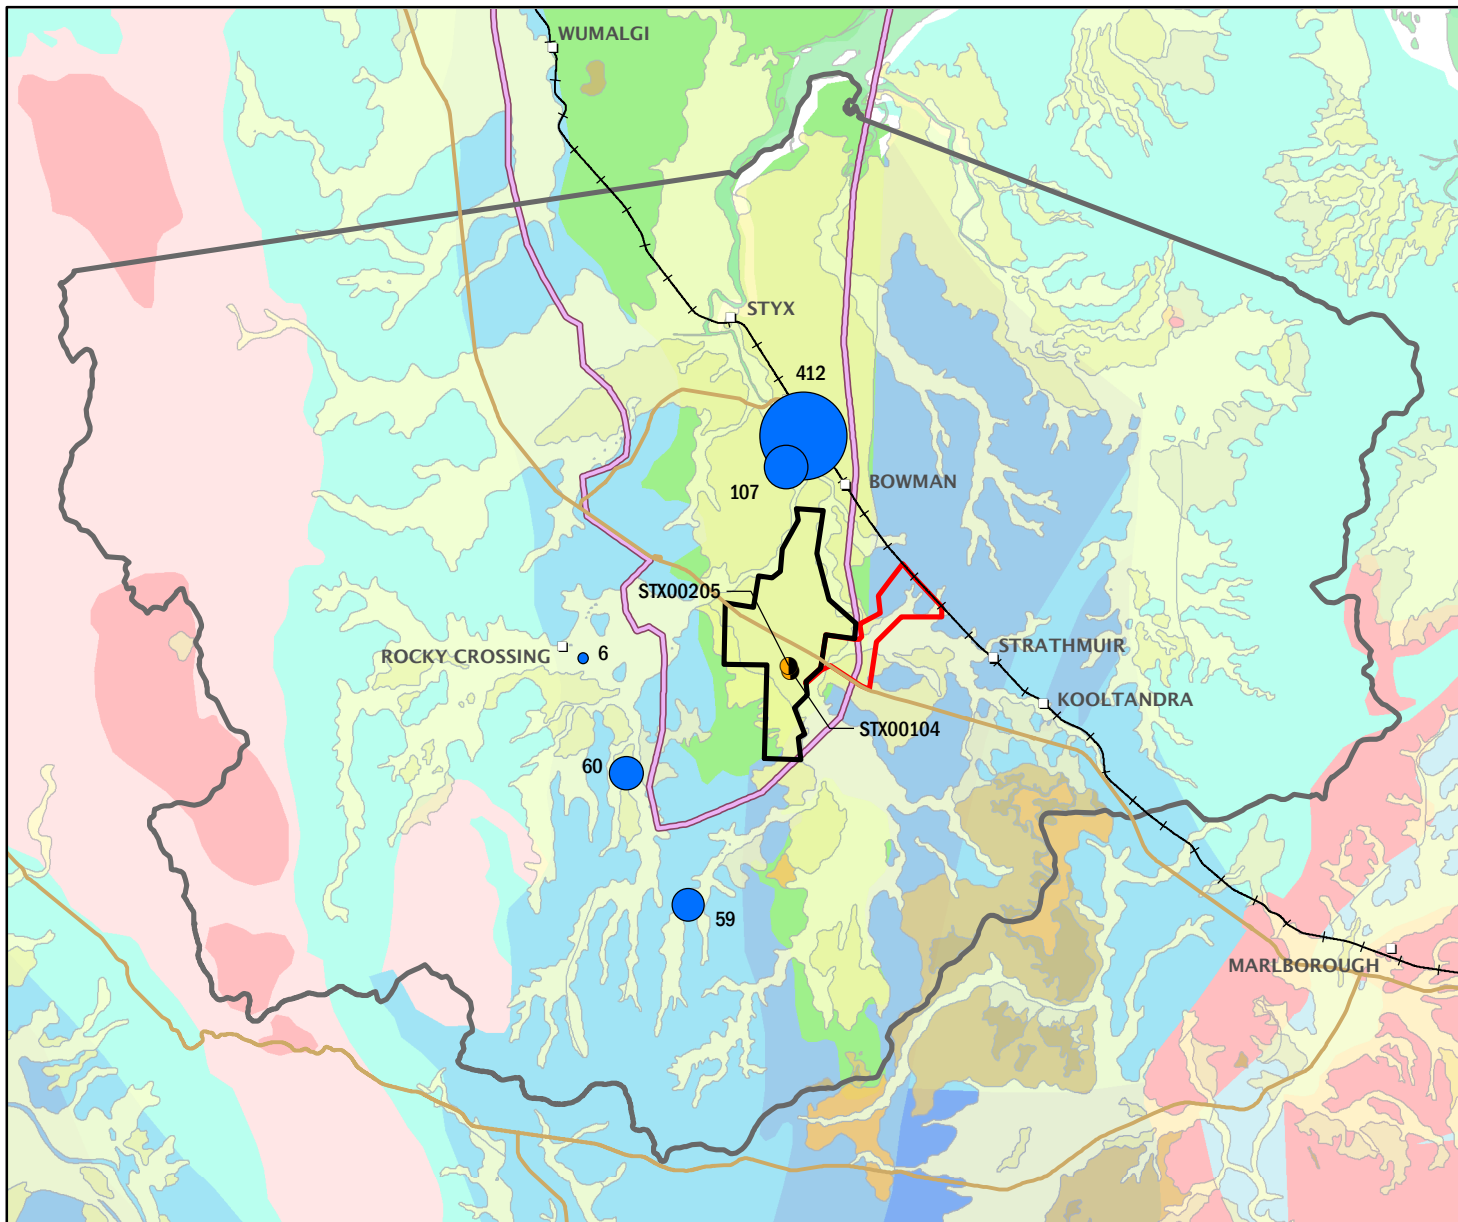 WUMALGI
STYX
412
BOWMAN
107
STX00205
ROCKY CROSSING
6
STRATHMUIR
KOOLTANDRA
STX00104
60
59
MARLBOROUGH